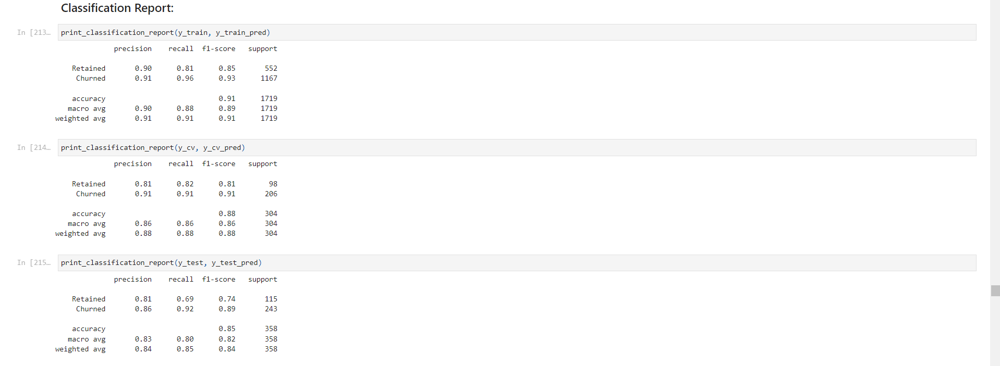 Classification Report:
In [213… print_classification_report(y_train, y_train_pred)
precision recall f1-score support
Retained 0.90 0.81 0.85 552
Churned 0.91 0.96 0.93 1167
accuracy 0.91 1719
macro avg 0.90 0.88 0.89 1719
weighted avg 0.91 0.91 0.91 1719
In [214… print_classification_report(y_cv, y_cv_pred)
precision recall f1-score support
Retained 0.81 0.82 0.81 98
Churned 0.91 0.91 0.91 206
accuracy 0.88 304
macro avg 0.86 0.86 0.86 304
weighted avg 0.88 0.88 0.88 304
In [215… print_classification_report(y_test, y_test_pred)
precision recall f1-score support
Retained 0.81 0.69 0.74 115
Churned 0.86 0.92 0.89 243
accuracy 0.85 358
macro avg 0.83 0.80 0.82 358
weighted avg 0.84 0.85 0.84 358